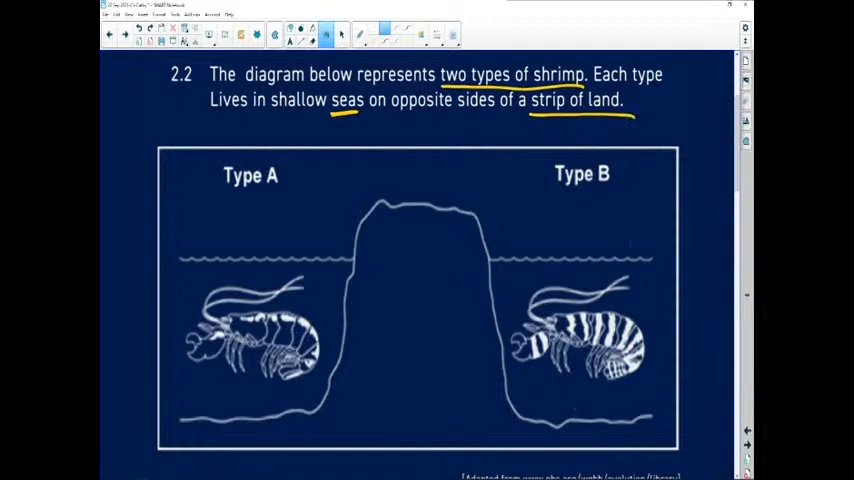 2.2 The diagram below represents two types of shrimp. Each type
Lives in shallow seas on opposite sides of a strip of land.
Type A
Type B